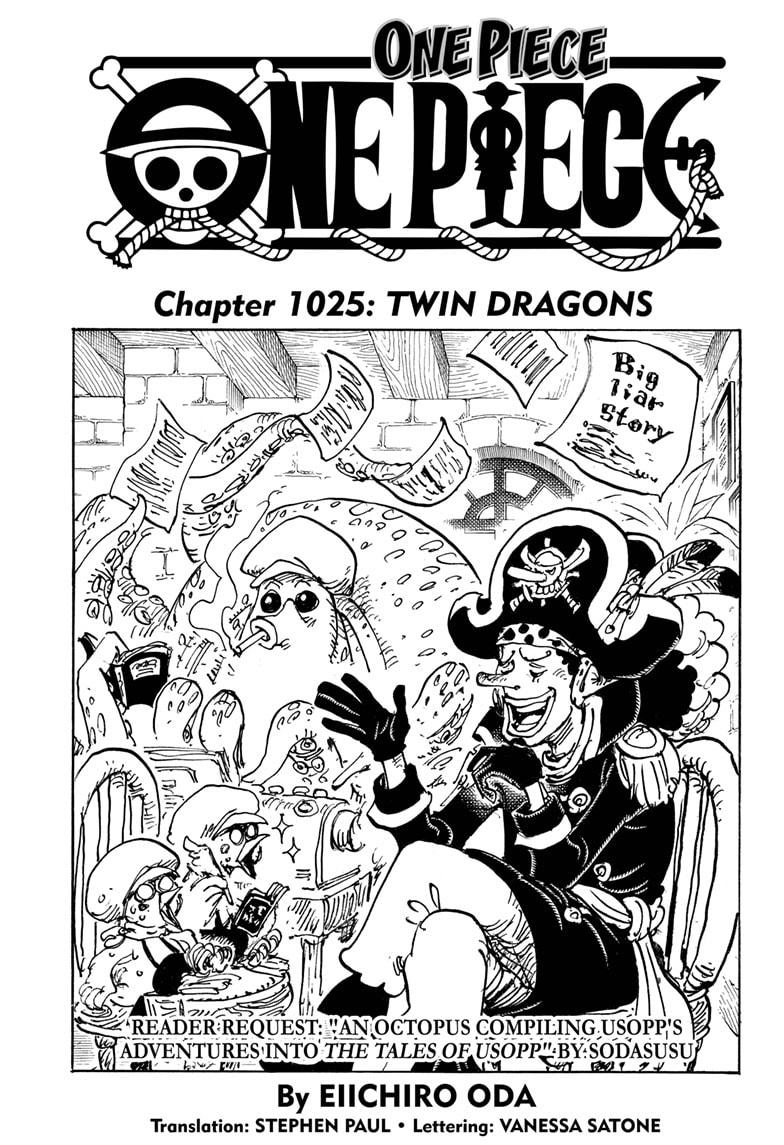 ONE PIECE
ONE PIECE
Chapter 1025: TWIN DRAGONS
Big
liar
Story
READER REQUEST: "AN OCTOPUS COMPILING USOPP'S
ADVENTURES INTO THE TALES OF USOPP" BY SODASUSU
By EIICHIRO ODA
Translation: STEPHEN PAUL • Lettering: VANESSA SATONE